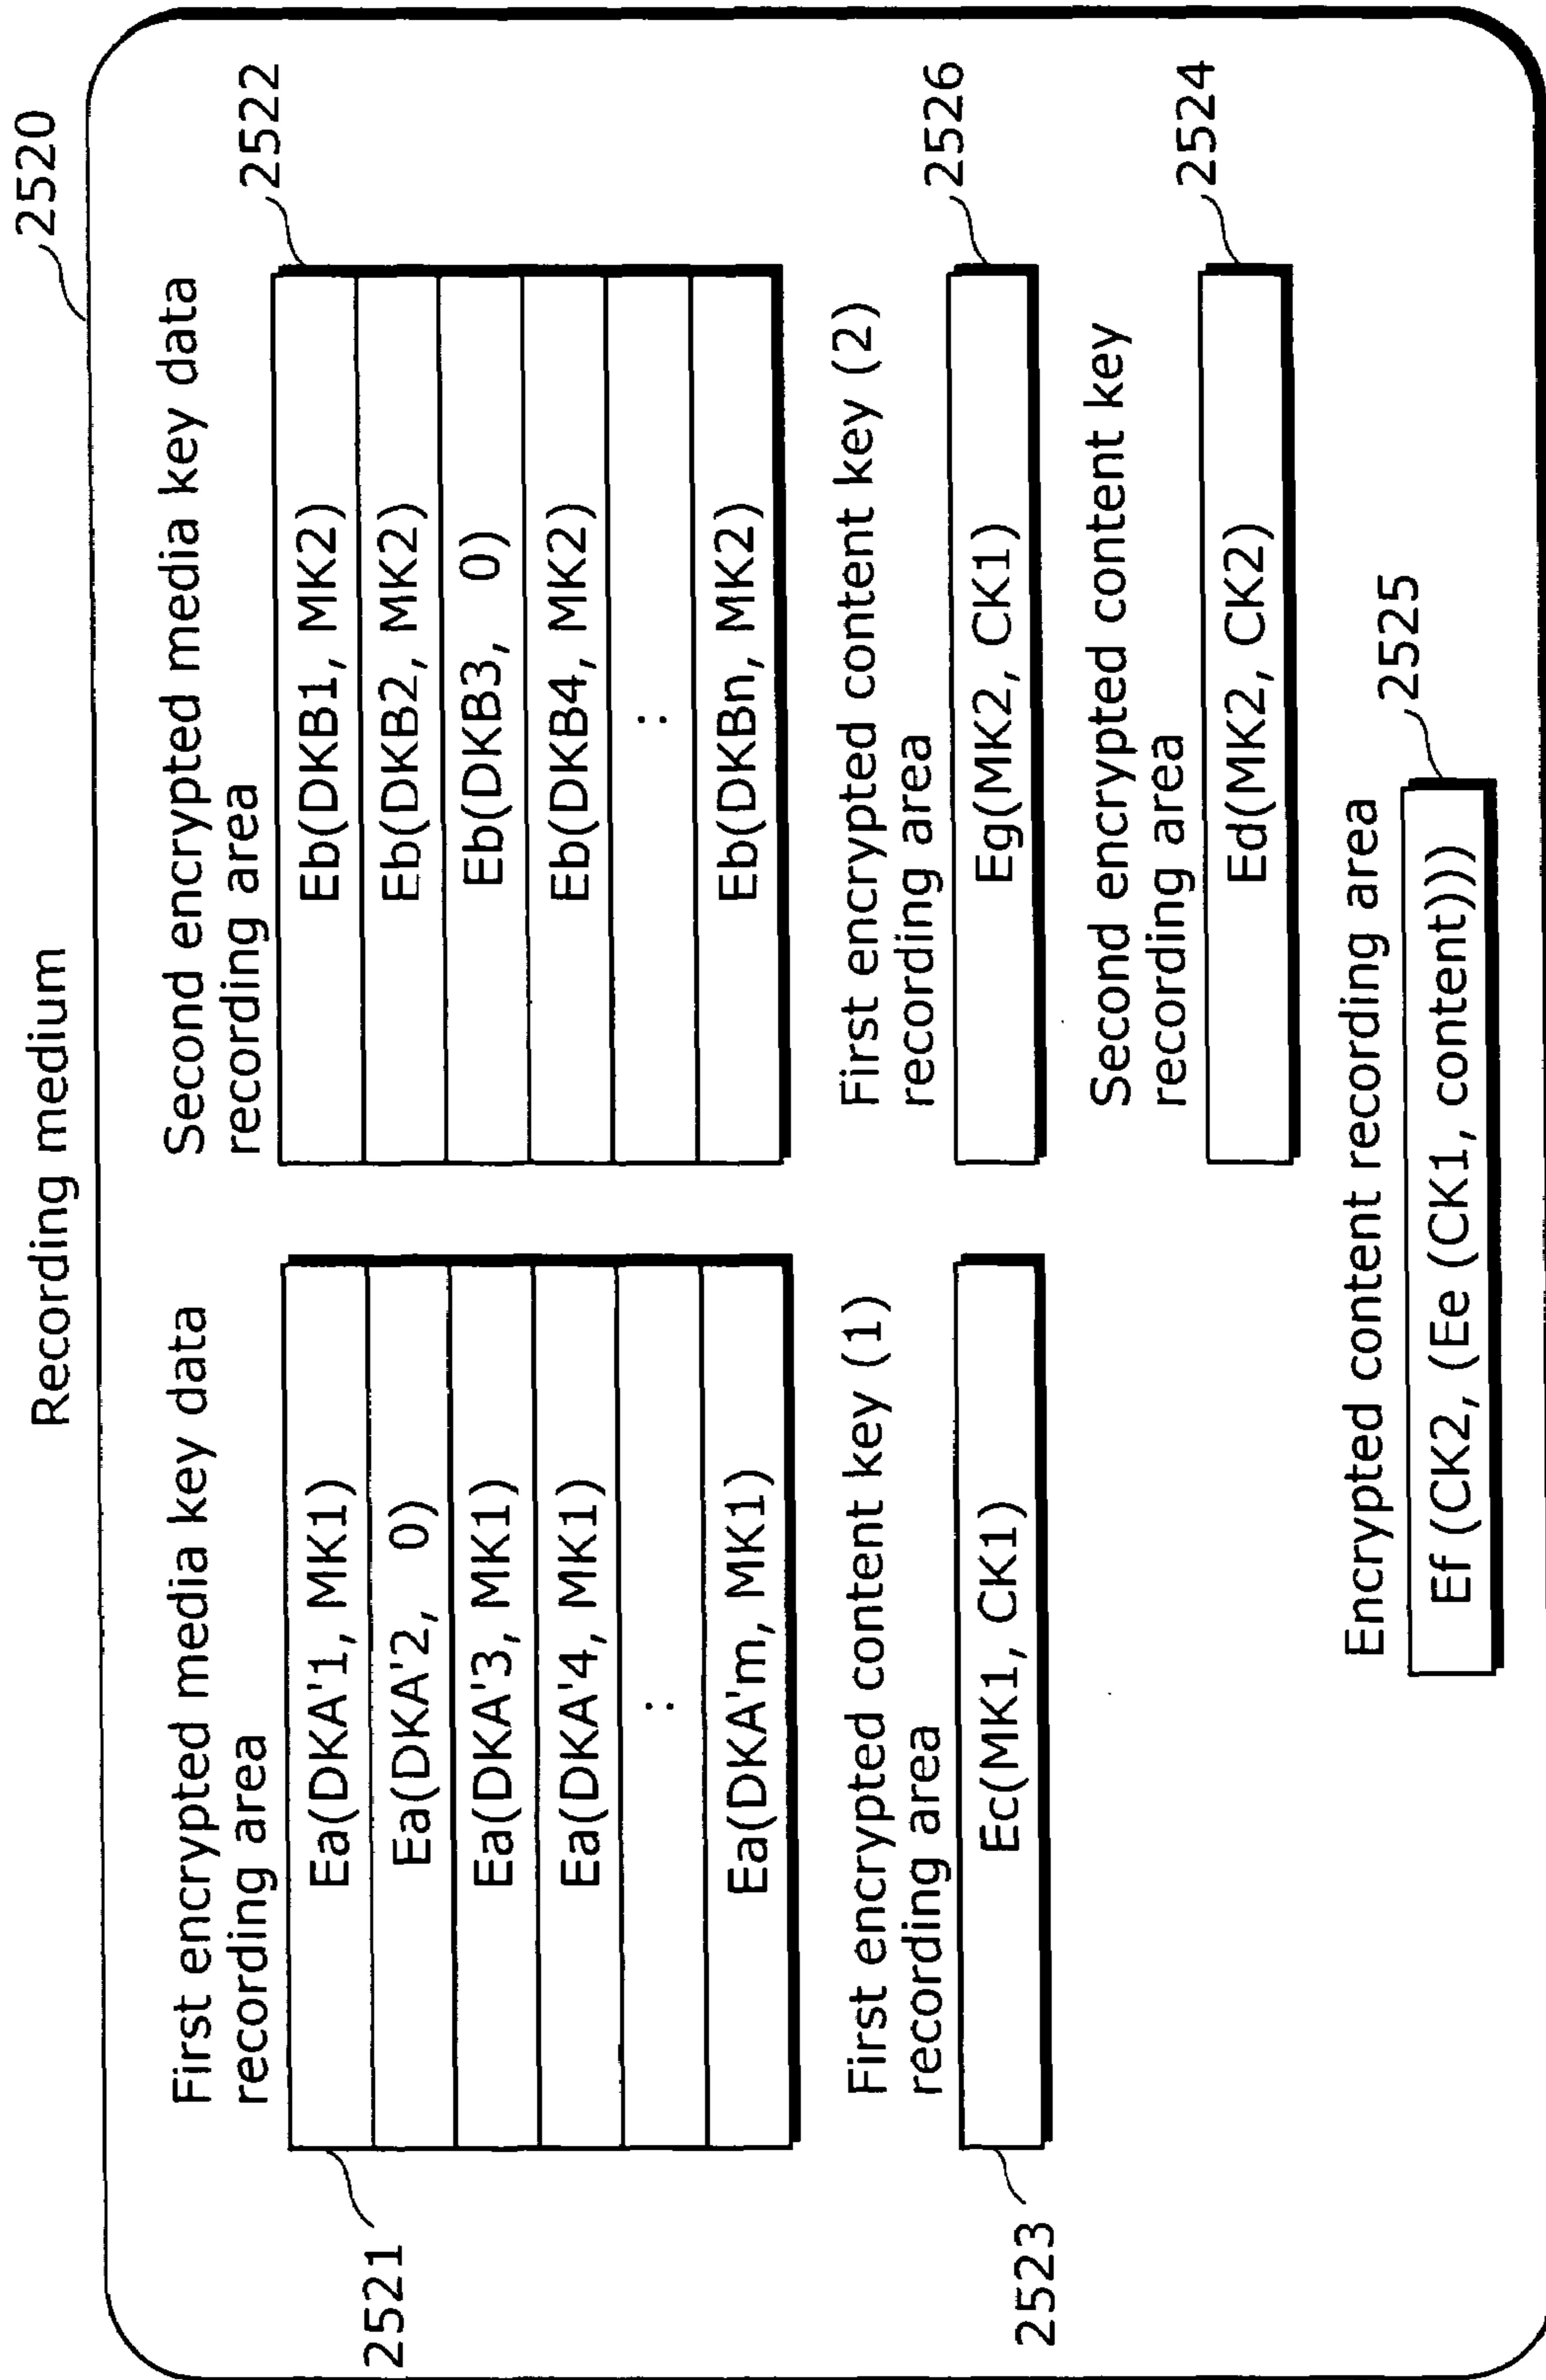 Recording medium
2520
First encrypted media key data
recording area
2521
Ea(DKA'1, MK1)
Ea(DKA'2, 0)
Ea(DKA'3, MK1)
Ea(DKA'4, MK1)
:
Ea(DKA'm, MK1)
Second encrypted media key data
recording area
2522
Eb(DKB1, MK2)
Eb(DKB2, MK2)
Eb(DKB3, 0)
Eb(DKB4, MK2)
:
Eb(DKBn, MK2)
First encrypted content key (1)
recording area
2523
Ec(MK1, CK1)
First encrypted content key (2)
recording area
2526
Eg(MK2, CK1)
Second encrypted content key
recording area
2524
Ed(MK2, CK2)
Encrypted content recording area
2525
Ef (CK2, (Ee (CK1, content)))